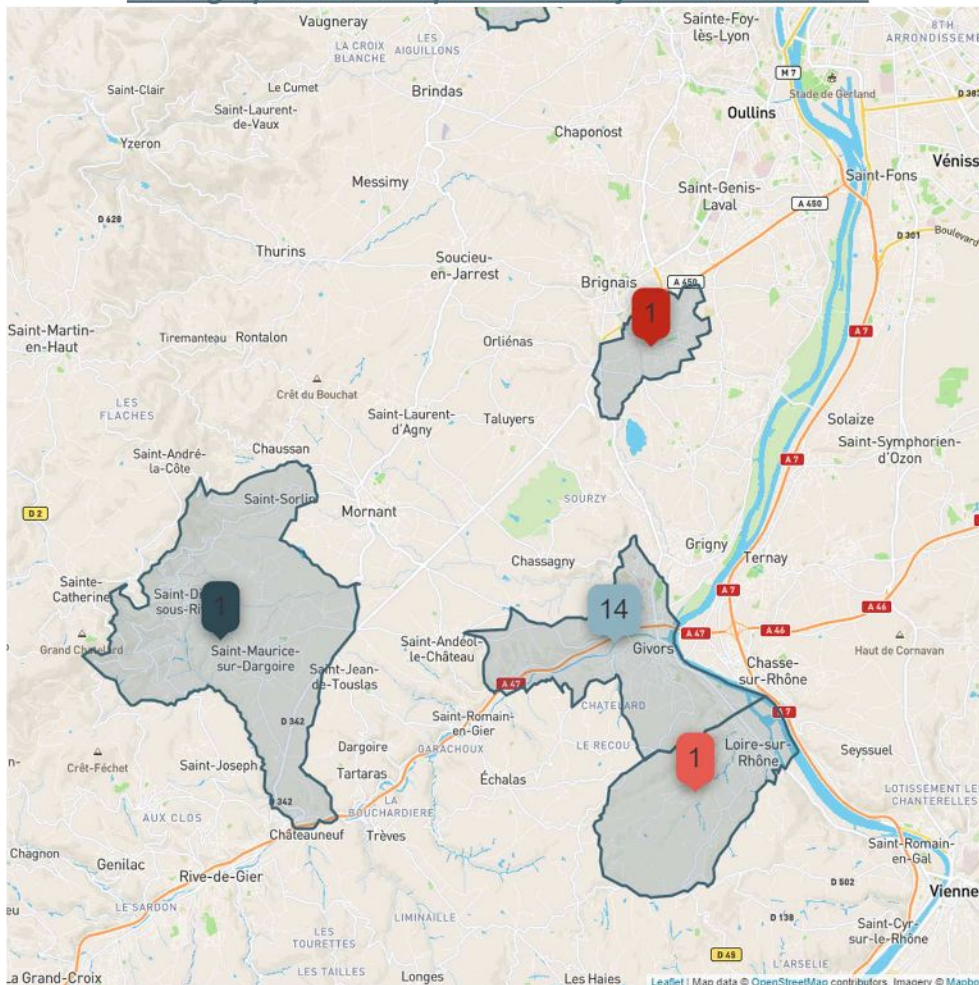 Vaugneray
LES
AIGUILLONS
LA CROIX
BLANCHE
Sainte-Foy-
lès-Lyon
8TH
ARRONDISSEME
M 7
Stade de Gerland
D 383
Saint-Clair
Le Cumet
Brindas
Saint-Laurent-
de-Vaux
Oullins
Yzeron
Chaponost
Véniss
Messimy
Saint-Genis-
Laval
Saint-Fons
A 450
D 628
D 301
Boulevard
Thurins
Soucieu-
en-Jarrest
Brignais
A 450
1
Saint-Martin-
en-Haut
Tiremanteau
Rontalon
Orliénas
A 7
Crêt du Bouchat
LES
FLACHES
Saint-Laurent-
d'Agny
Taluyers
Solaize
Saint-Symphorien-
d'Ozon
Saint-André-
la-Côte
Chaussan
A 7
Saint-Sorlin
SOURZY
D 2
Mornant
Grigny
Ternay
Chassagny
Sainte-
Catherine
A 7
A 46
1
14
A 47
A 46
Grand Chatelard
Saint-Maurice-
sur-Dargoire
Saint-Andéol-
le-Château
Givors
Haut de Cornavan
Saint-Jean-
de-Touslas
Chasse-
sur-Rhône
A 47
CHATELARD
A 7
D 342
Saint-Romain-
en-Gier
LE RECOU
Loire-sur-
Rhône
Dargoire
GARACHOUX
1
Seyssuel
Crêt-Féchet
Saint-Joseph
Tartaras
Échalas
LOTISSEMENT LES
CHANTERELLES
D 342
LA
BOUCHARDIERE
AUX CLOS
Châteauneuf
Trèves
Chagnon
Genilac
Saint-Romain-
en-Gal
Rive-de-Gier
D 502
Vienne
LE SARDON
LIMINAILLE
D 138
LES
TOURETTES
Saint-Cyr-
sur-le-Rhône
D 45
L'ARSELIE
La Grand-Croix
LES TAILLES
Longes
Les Haies
Leaflet | Map data © OpenStreetMap contributors, Imagery © Mapbo